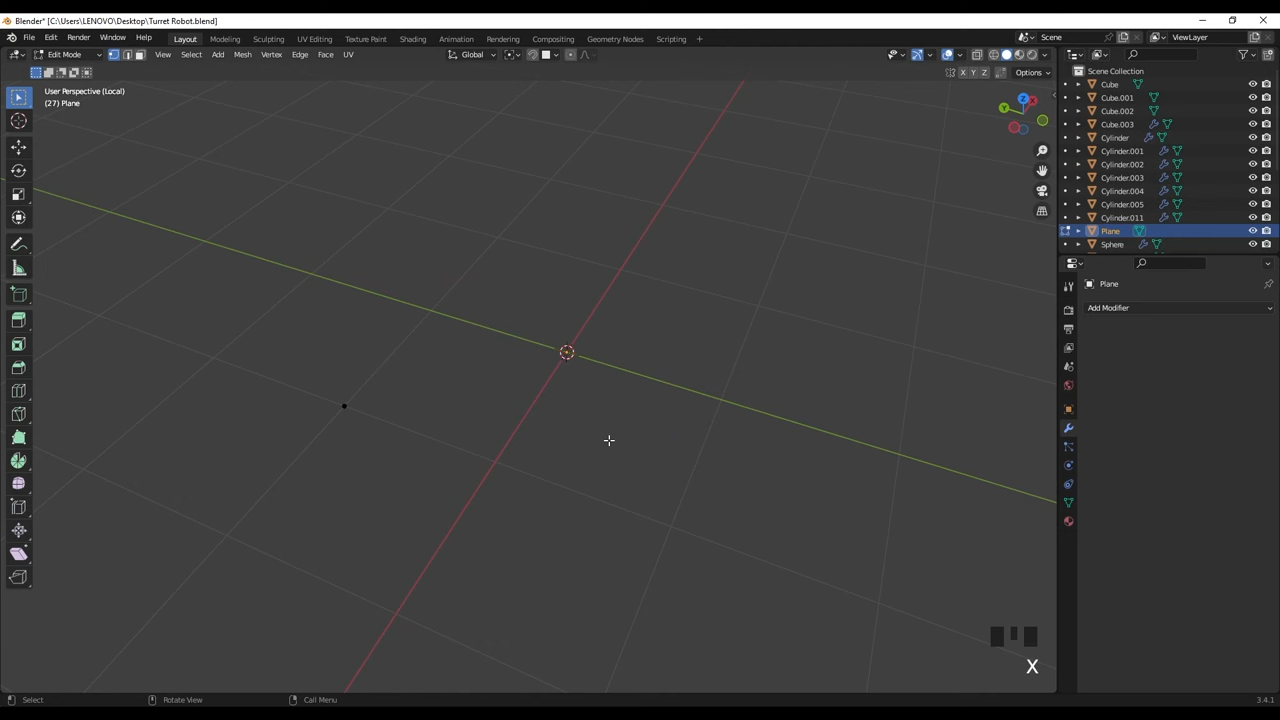 Blender* [C:\Users\LENOVO\Desktop\Turret Robot.blend]
File Edit Render Window Help Layout Modeling Sculpting UV Editing Texture Paint Shading Animation Rendering Compositing Geometry Nodes Scripting + Scene ViewLayer
Edit Mode View Select Add Mesh Vertex Edge Face UV Global
X Y Z Options
User Perspective (Local)
(27) Plane
Z
Y
Scene Collection
Cube
Cube.001
Cube.002
Cube.003
Cylinder
Cylinder.001
Cylinder.002
Cylinder.003
Cylinder.004
Cylinder.005
Cylinder.011
Plane
Sphere
Plane
Add Modifier
X
Select Rotate View Call Menu 3.4.1